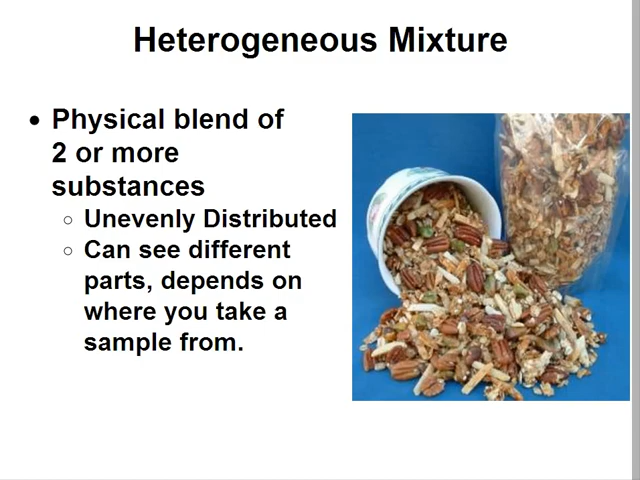 Heterogeneous Mixture
• Physical blend of
2 or more
substances
○ Unevenly Distributed
○ Can see different
parts, depends on
where you take a
sample from.